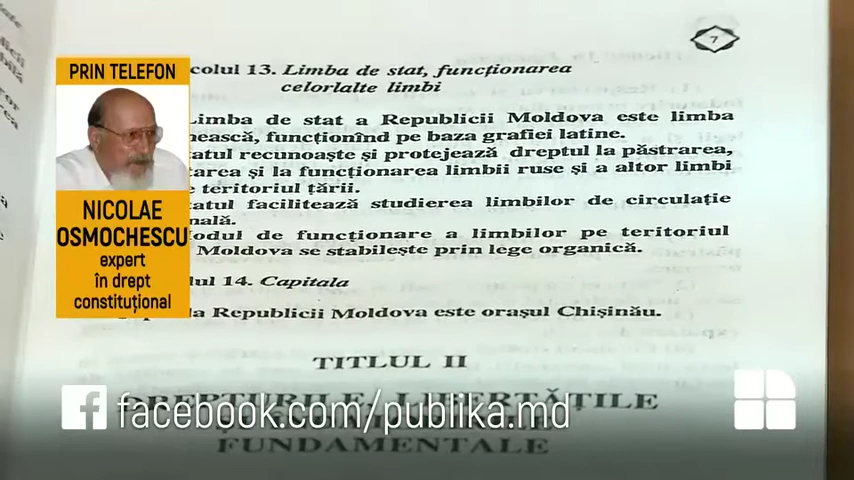 7
PRIN TELEFON
NICOLAE
OSMOCHESCU
expert
în drept
constituțional
colul 13. Limba de stat, funcționarea
celorlalte limbi
Limba de stat a Republicii Moldova este limba
nească, funcționînd pe baza grafiei latine.
tatul recunoaște și protejează dreptul la păstrarea,
tarea și la funcționarea limbii ruse și a altor limbi
e teritoriul țării.
tatul facilitează studierea limbilor de circulație
nală.
lodul de funcționare a limbilor pe teritoriul
Moldova se stabilește prin lege organică.
lul 14. Capitala
la Republicii Moldova este orașul Chișinău.
TITLUL II
DREPTURILE, LIBERTĂȚILE
FUNDAMENTALE
facebook.com/publika.md